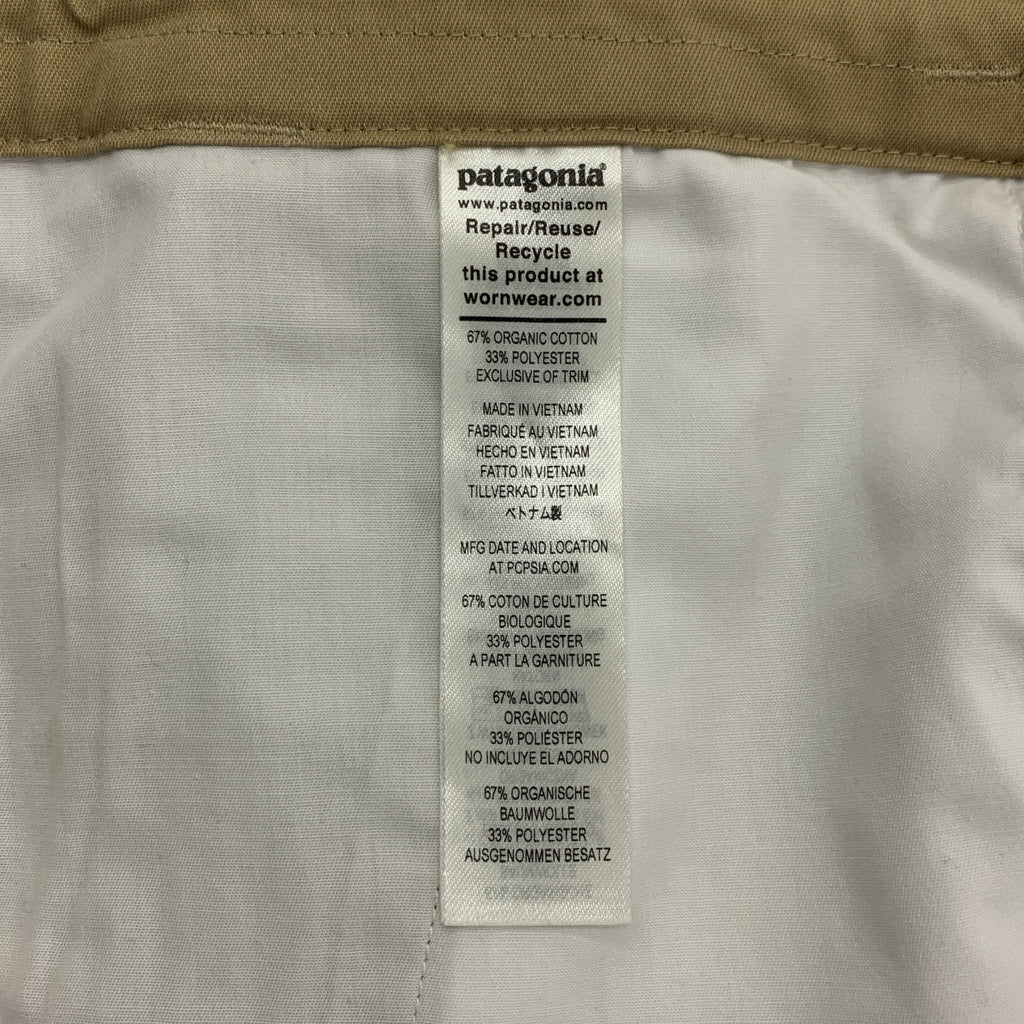 patagonia®
www.patagonia.com
Repair/Reuse/
Recycle
this product at
wornwear.com
67% ORGANIC COTTON
33% POLYESTER
EXCLUSIVE OF TRIM
MADE IN VIETNAM
FABRIQUÉ AU VIETNAM
HECHO EN VIETNAM
FATTO IN VIETNAM
TILLVERKAD I VIETNAM
ベトナム製
MFG DATE AND LOCATION
AT PCPSIA.COM
67% COTON DE CULTURE
BIOLOGIQUE
33% POLYESTER
A PART LA GARNITURE
67% ALGODÓN
ORGÁNICO
33% POLIÉSTER
NO INCLUYE EL ADORNO
67% ORGANISCHE
BAUMWOLLE
33% POLYESTER
AUSGENOMMEN BESATZ